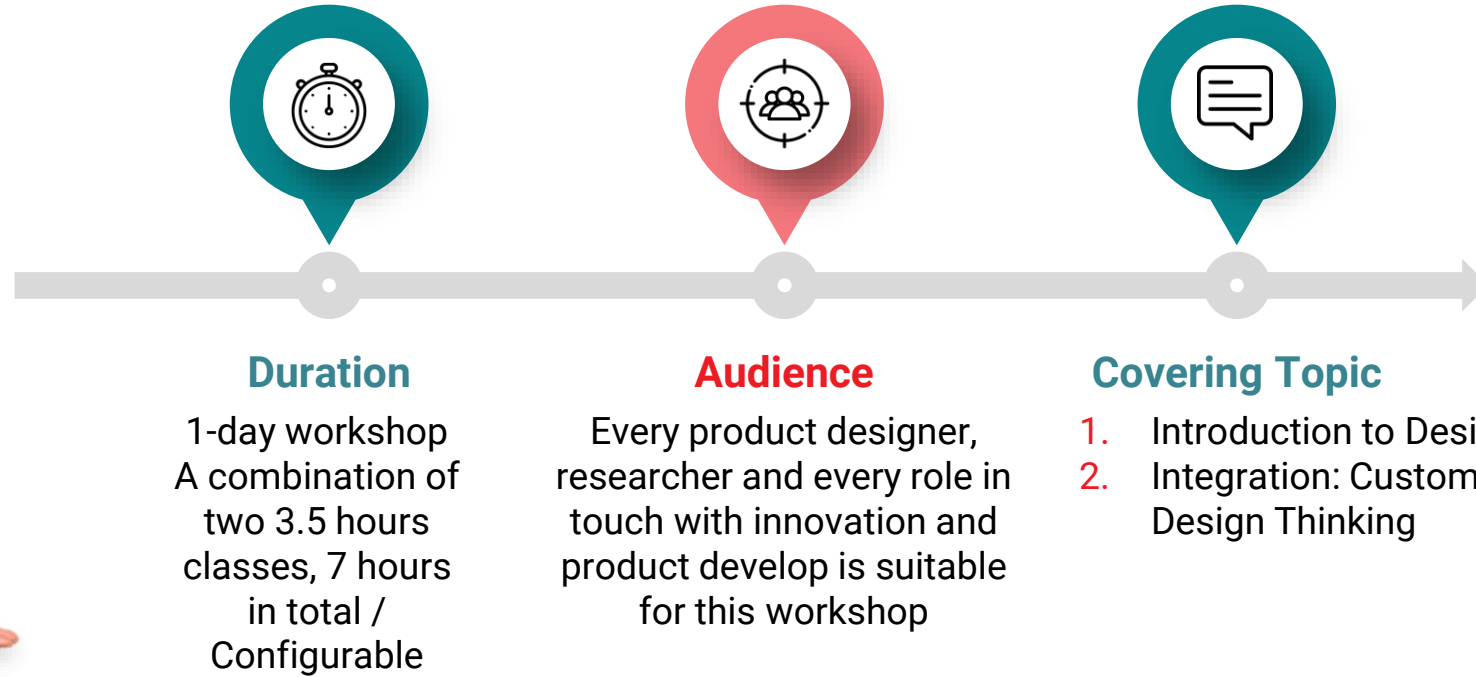 Duration
1-day workshop
A combination of
two 3.5 hours
classes, 7 hours
in total /
Configurable
Audience
Every product designer,
researcher and every role in
touch with innovation and
product develop is suitable
for this workshop
Covering Topic
1. Introduction to
2. Integration:
Design Thinking